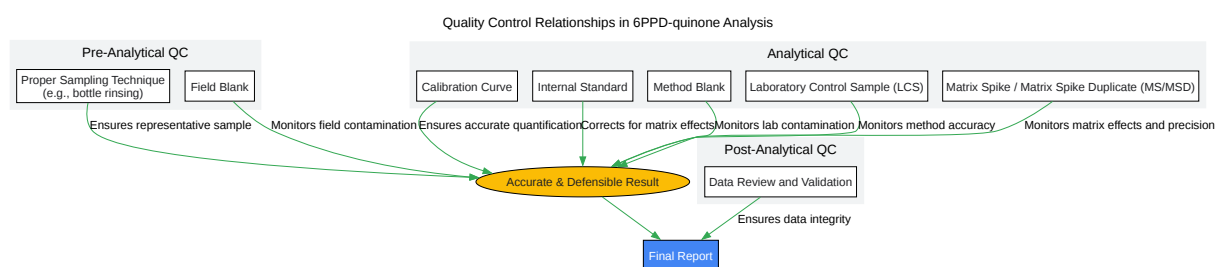 Quality Control Relationships in 6PPD-quinone Analysis
Pre-Analytical QC
Analytical QC
Proper Sampling Technique
(e.g., bottle rinsing)
Field Blank
Calibration Curve
Internal Standard
Method Blank
Laboratory Control Sample (LCS)
Matrix Spike / Matrix Spike Duplicate (MS/MSD)
Ensures representative sample
Monitors field contamination
Ensures accurate quantification
Corrects for matrix effects
Monitors lab contamination
Monitors method accuracy
Monitors matrix effects and precision
Post-Analytical QC
Accurate & Defensible Result
Data Review and Validation
Ensures data integrity
Final Report